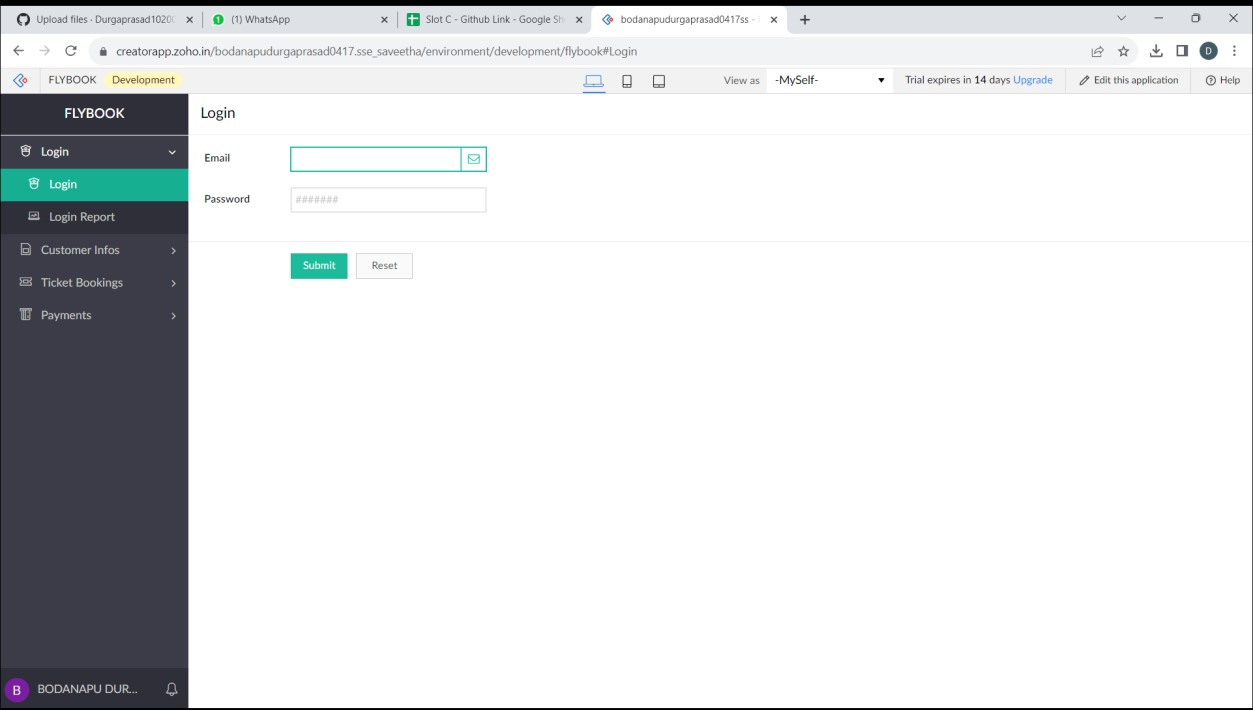 Upload files · Durgaprasad1020
(1) WhatsApp
Slot C - Github Link - Google Sh
bodanapudurgaprasad0417ss -
creatorapp.zoho.in/bodanapudurgaprasad0417.sse_saveetha/environment/development/flybook#Login
D
FLYBOOK Development
View as -MySelf-
Trial expires in 14 days Upgrade
Edit this application
Help
FLYBOOK
Login
Login
Login
Login Report
Customer Infos
Ticket Bookings
Payments
Email
Password #######
Submit Reset
B BODANAPU DUR...